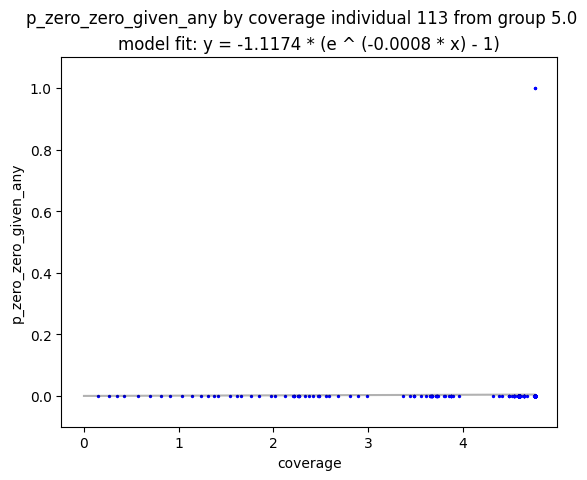 p_zero_zero_given_any by coverage individual 113 from group 5.0
model fit: y = -1.1174 * (e ^ (-0.0008 * x) - 1)
1.0
0.8
0.6
0.4
0.2
0.0
p_zero_zero_given_any
0 1 2 3 4
coverage